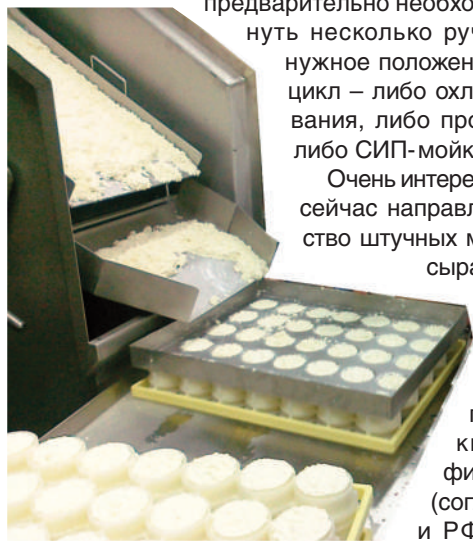 предварительно необхо
нуть несколько руч
нужное положен
цикл – либо охл
вания, либо про
либо СИП-мойк
Очень интере
сейчас направл
ство штучных м
сыра
п
к
фи
(сог
и РФ